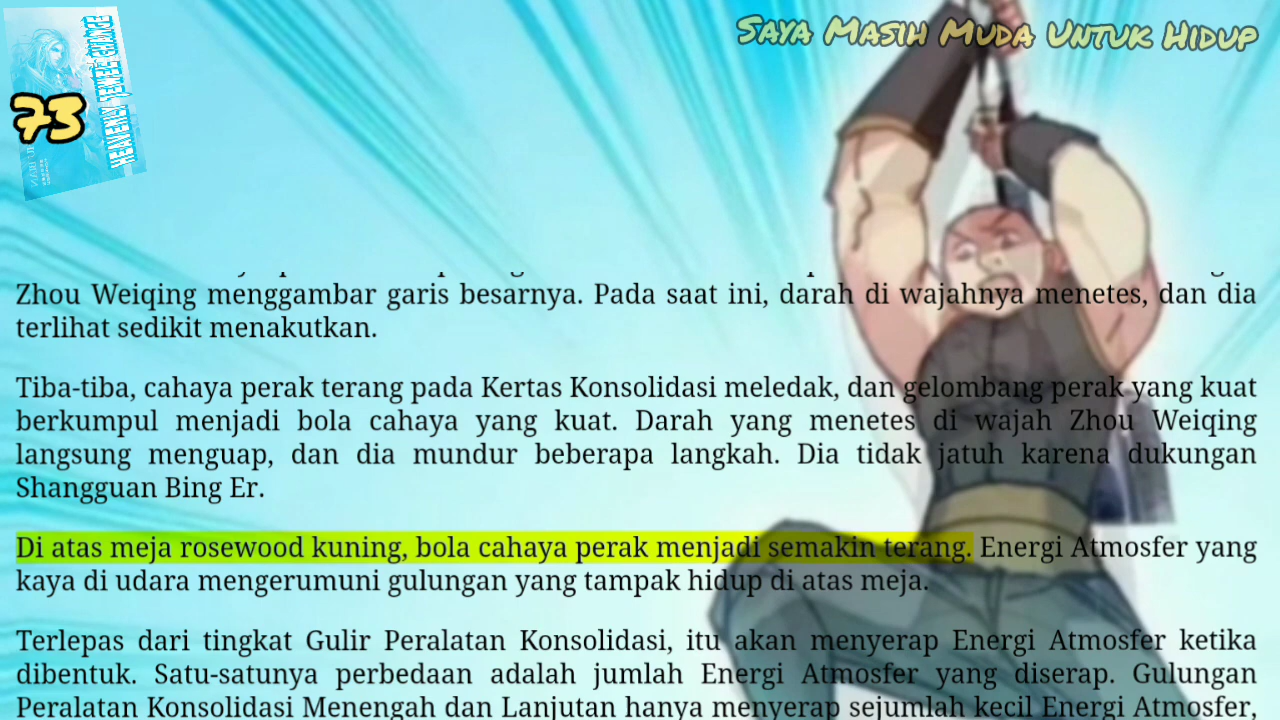 Saya Masih Muda Untuk Hidup
73
HEAVENLY JEWEL CHANGE
Zhou Weiqing menggambar garis besarnya. Pada saat ini, darah di wajahnya menetes, dan dia
terlihat sedikit menakutkan.
Tiba-tiba, cahaya perak terang pada Kertas Konsolidasi meledak, dan gelombang perak yang kuat
berkumpul menjadi bola cahaya yang kuat. Darah yang menetes di wajah Zhou Weiqing
langsung menguap, dan dia mundur beberapa langkah. Dia tidak jatuh karena dukungan
Shangguan Bing Er.
Di atas meja rosewood kuning, bola cahaya perak menjadi semakin terang. Energi Atmosfer yang
kaya di udara mengerumuni gulungan yang tampak hidup di atas meja.
Terlepas dari tingkat Gulir Peralatan Konsolidasi, itu akan menyerap Energi Atmosfer ketika
dibentuk. Satu-satunya perbedaan adalah jumlah Energi Atmosfer yang diserap. Gulungan
Peralatan Konsolidasi Menengah dan Lanjutan hanya menyerap sejumlah kecil Energi Atmosfer,